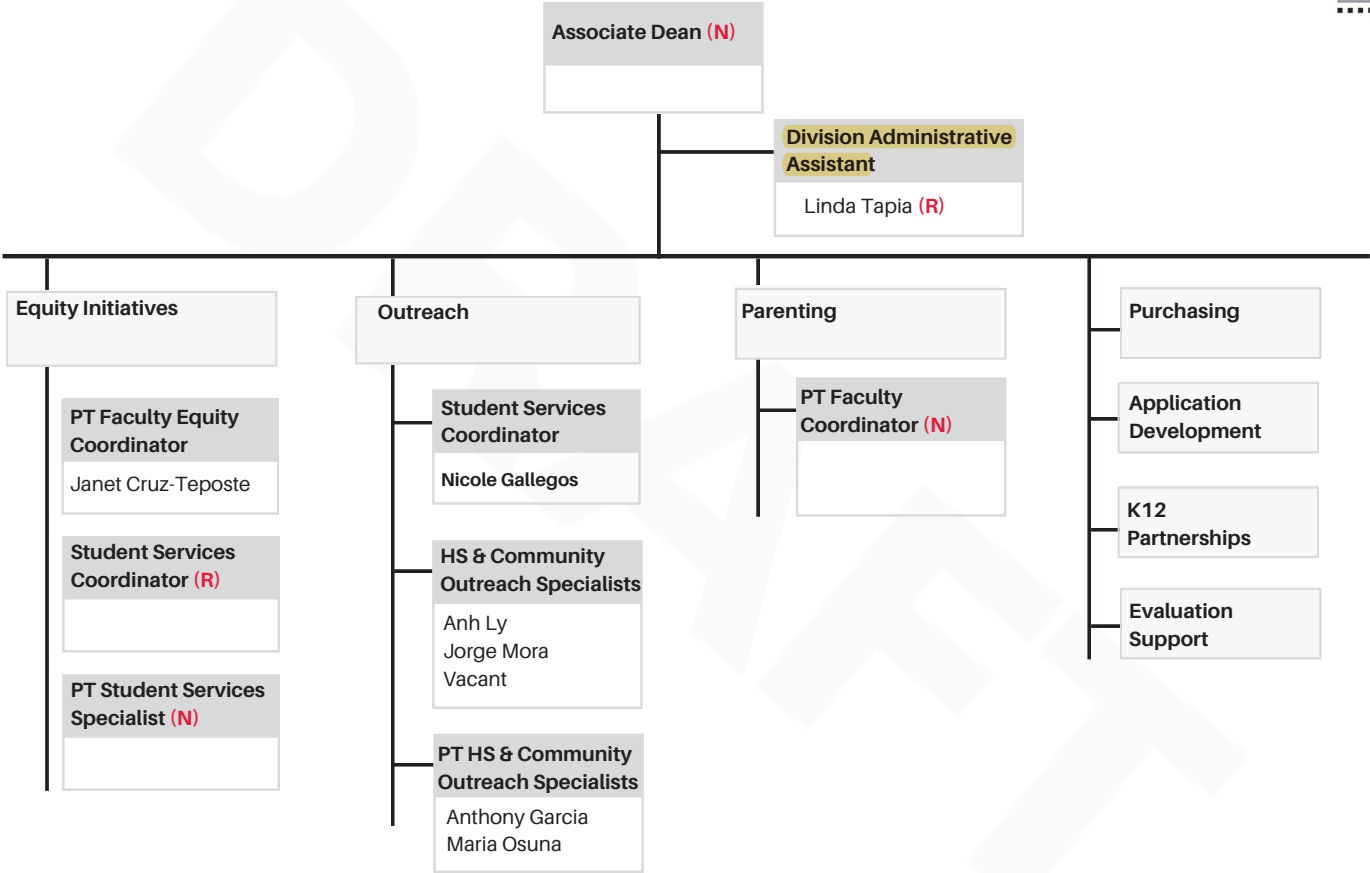 Associate Dean (N)
Division Administrative
Assistant
Linda Tapia (R)
Equity Initiatives
PT Faculty Equity
Coordinator
Janet Cruz-Teposte
Student Services
Coordinator (R)
PT Student Services
Specialist (N)
Outreach
Student Services
Coordinator
Nicole Gallegos
HS & Community
Outreach Specialists
Anh Ly
Jorge Mora
Vacant
PT HS & Community
Outreach Specialists
Anthony Garcia
Maria Osuna
Parenting
PT Faculty
Coordinator (N)
Purchasing
Application
Development
K12
Partnerships
Evaluation
Support
DRAFT